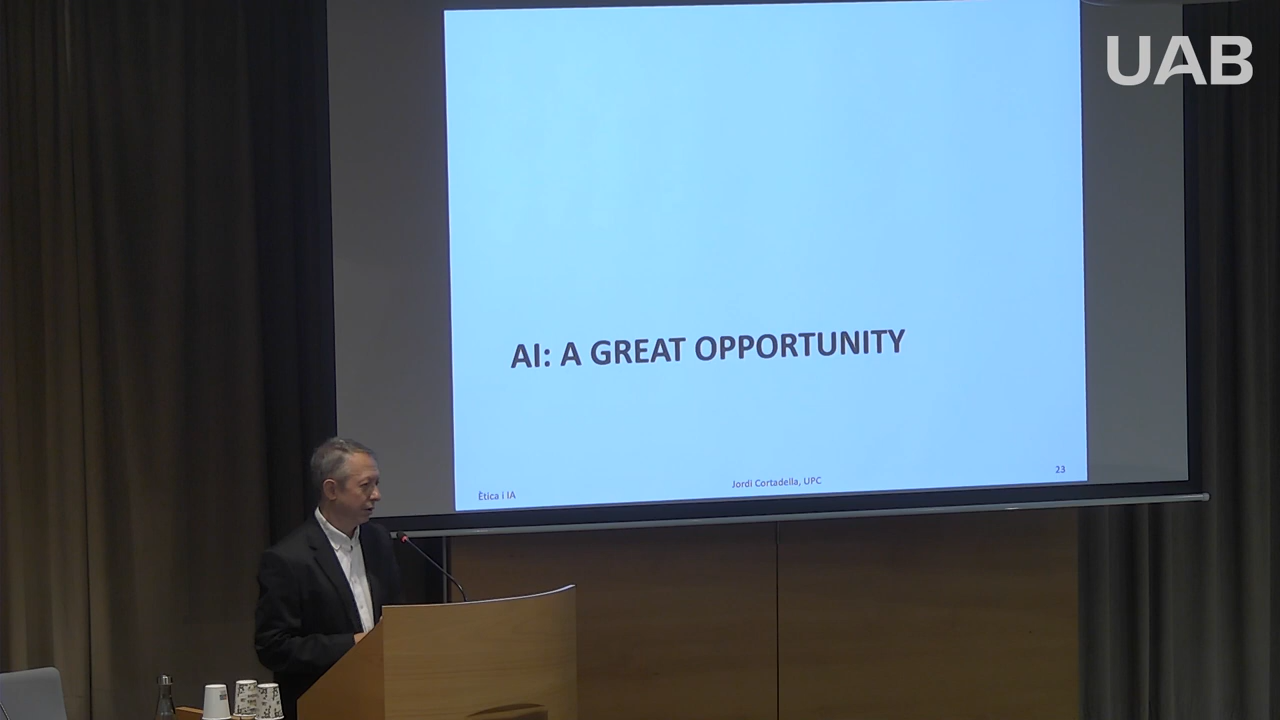 UAB
AI: A GREAT OPPORTUNITY
Ètica i IA
Jordi Cortadella, UPC
23